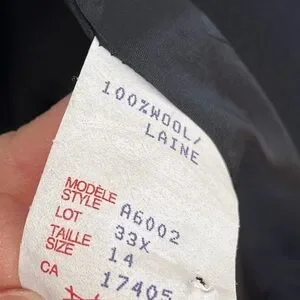 100%WOOL/
LAINE
MODÈLE
STYLE A6002
LOT 33X
TAILLE
SIZE 14
CA 17405